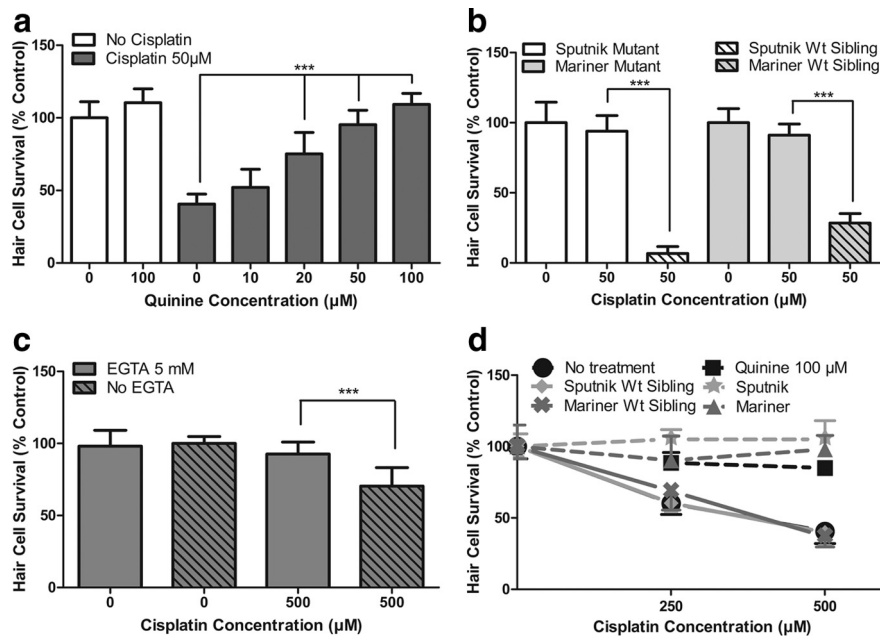 a
No Cisplatin
Cisplatin 50µM
***
Hair Cell Survival (% Control)
150
100
50
0
0 100 0 10 20 50 100
Quinine Concentration (µM)
b
Sputnik Mutant Sputnik Wt Sibling
Mariner Mutant Mariner Wt Sibling
*** ***
Hair Cell Survival (% Control)
150
100
50
0
0 50 50 0 50 50
Cisplatin Concentration (µM)
c
EGTA 5 mM
No EGTA
***
Hair Cell Survival (% Control)
150
100
50
0
0 0 500 500
Cisplatin Concentration (µM)
d
No treatment Quinine 100 µM
Sputnik Wt Sibling Sputnik
Mariner Wt Sibling Mariner
Hair Cell Survival (% Control)
150
100
50
0
250 500
Cisplatin Concentration (µM)